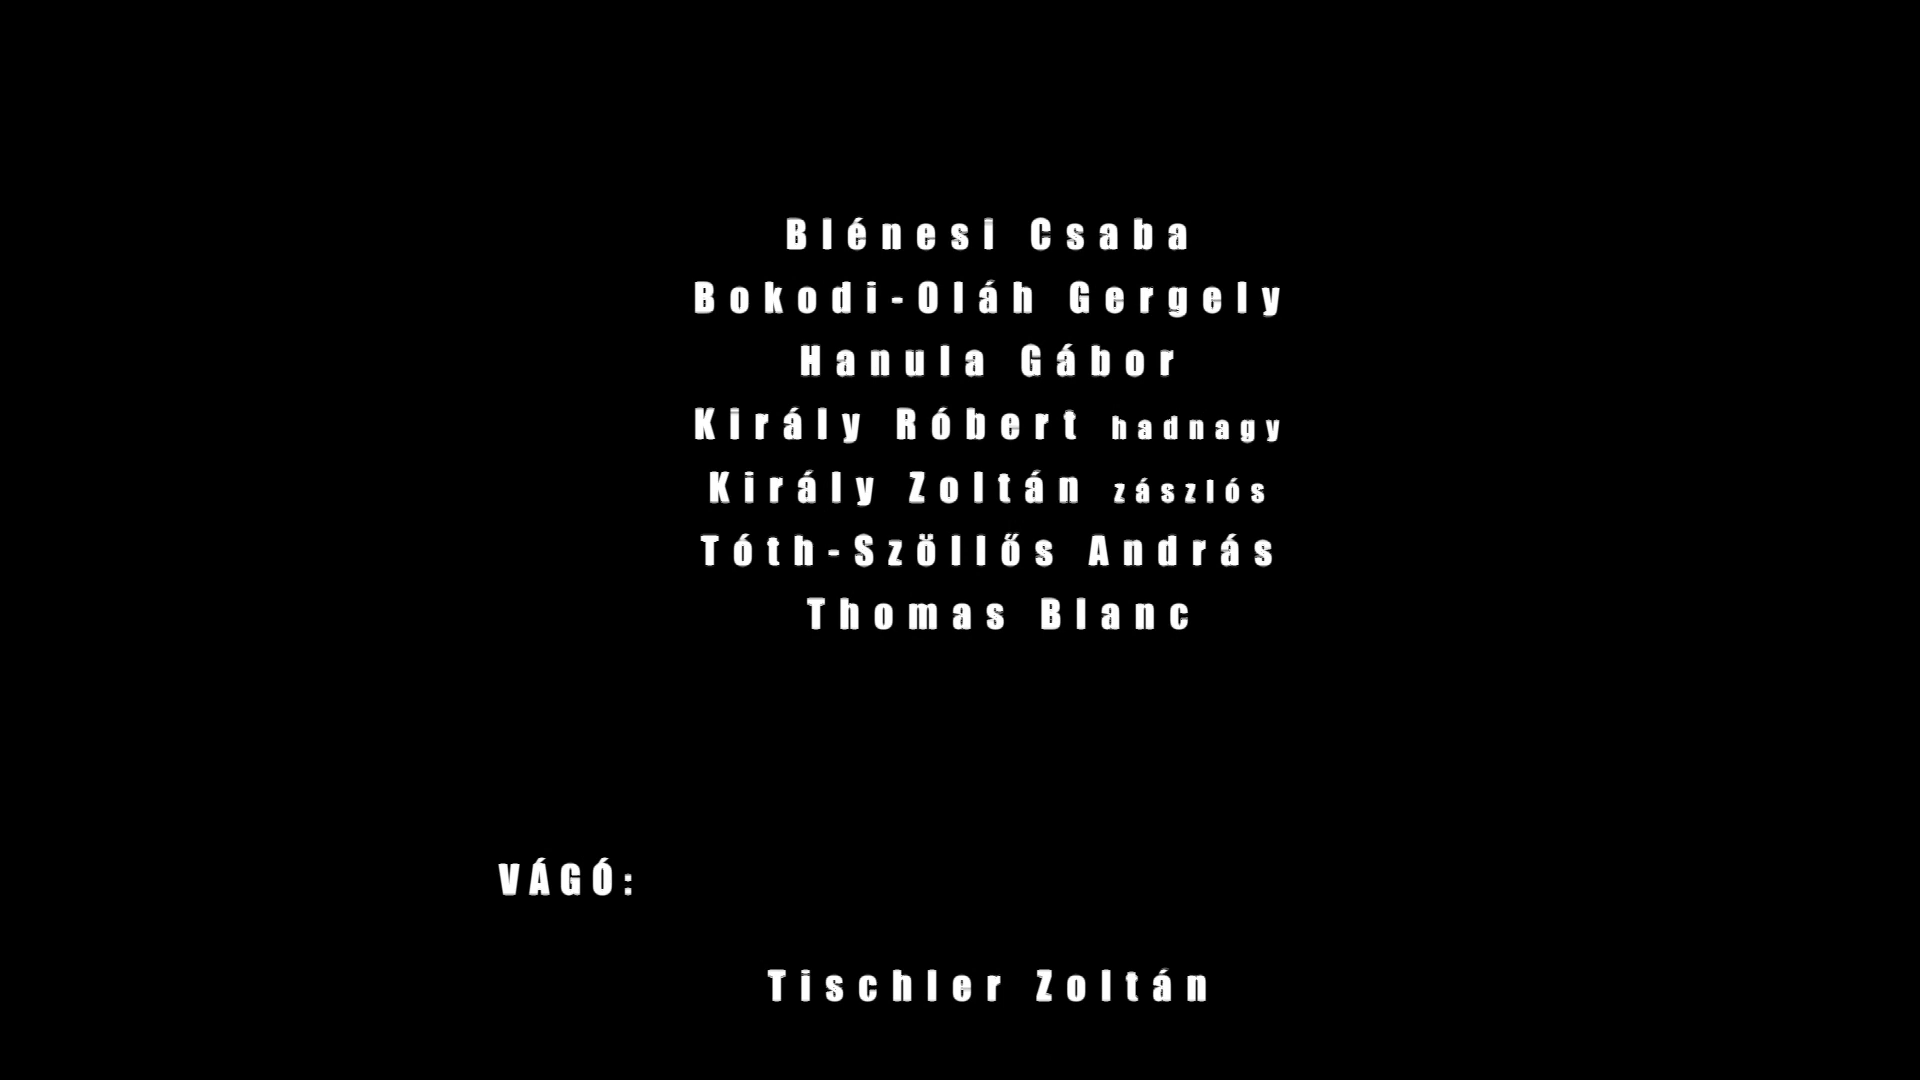 Blénesi Csaba
Bokodi-Oláh Gergely
Hanula Gábor
Király Róbert hadnagy
Király Zoltán zászlós
Tóth-Szöllős András
Thomas Blanc
VÁGÓ:
Tischler Zoltán